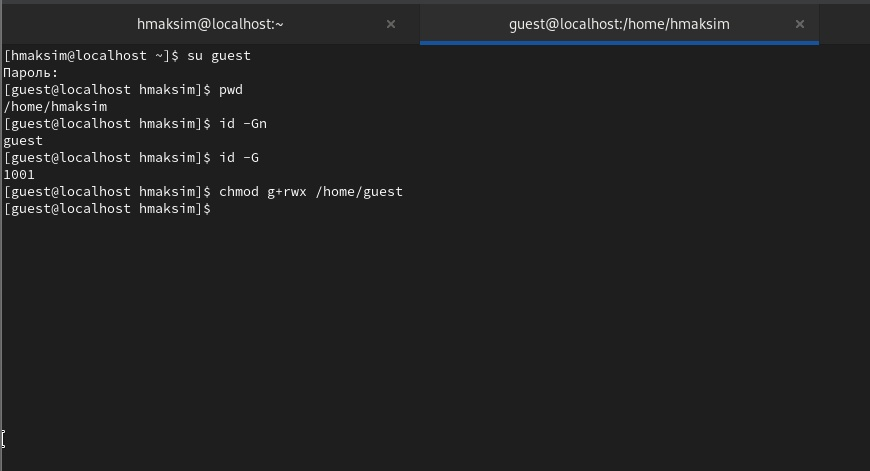 hmaksim@localhost:~ ×
guest@localhost:/home/hmaksim ×
[hmaksim@localhost ~]$ su guest
Пароль:
[guest@localhost hmaksim]$ pwd
/home/hmaksim
[guest@localhost hmaksim]$ id -Gn
guest
[guest@localhost hmaksim]$ id -G
1001
[guest@localhost hmaksim]$ chmod g+rwx /home/guest
[guest@localhost hmaksim]$